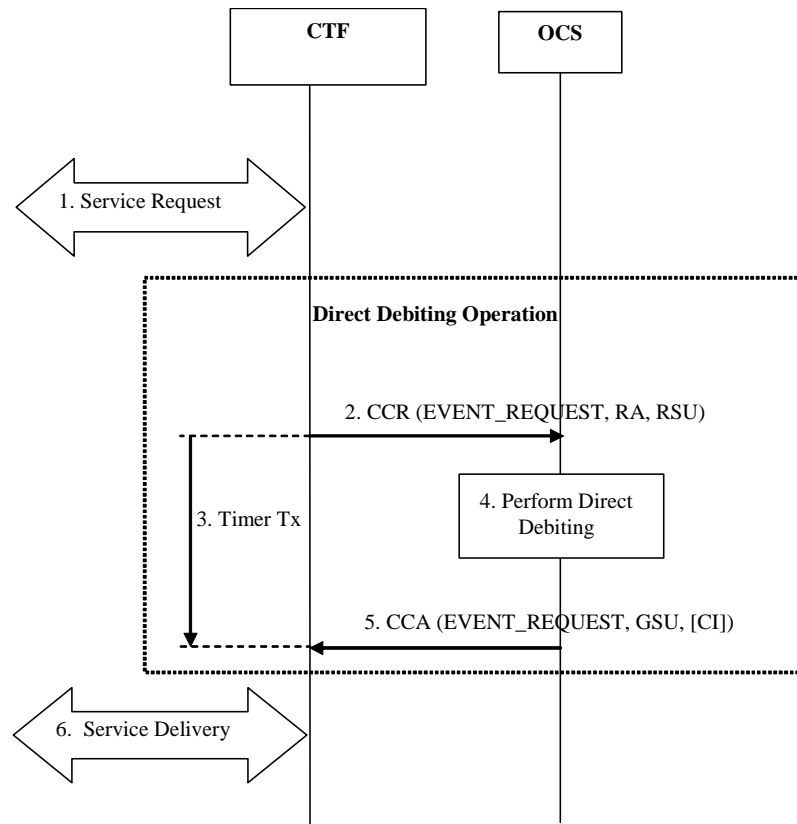 CTF
OCS
1. Service Request
Direct Debiting Operation
2. CCR (EVENT_REQUEST, RA, RSU)
3. Timer Tx
4. Perform Direct
Debiting
5. CCA (EVENT_REQUEST, GSU, [CI])
6. Service Delivery